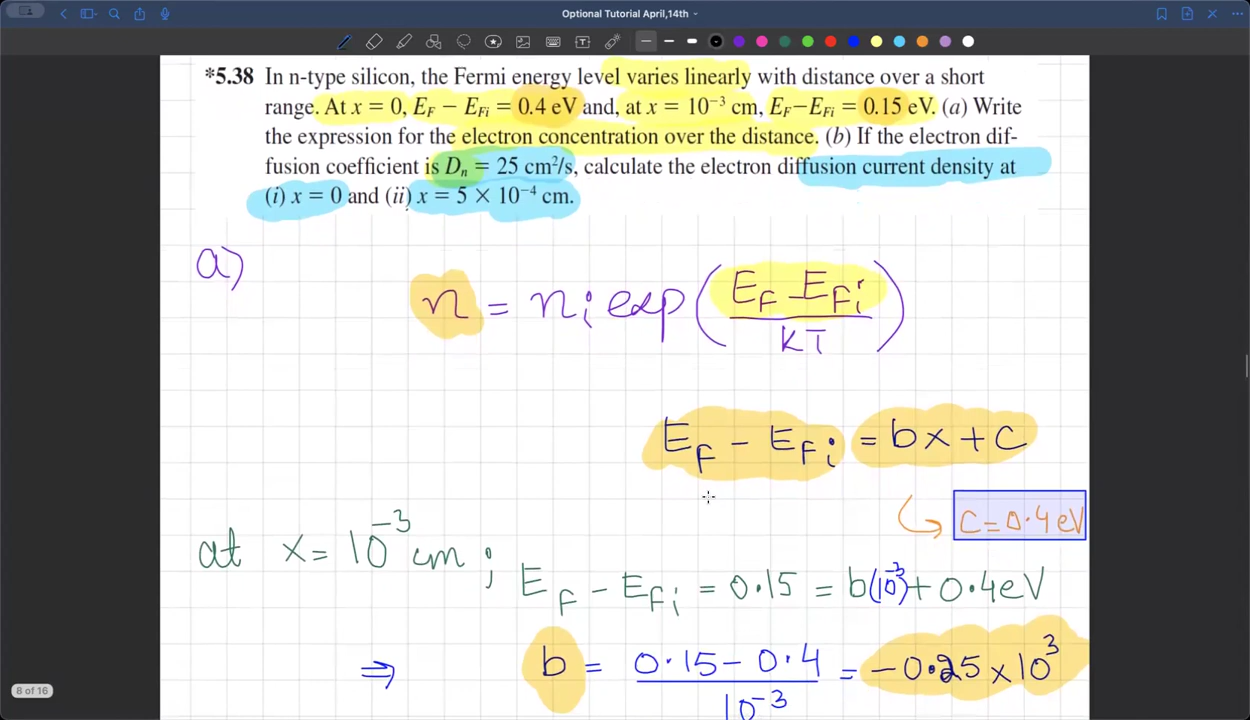 Optional Tutorial April,14th
*5.38 In n-type silicon, the Fermi energy level varies linearly with distance over a short
range. At x = 0, E_F − E_Fi = 0.4 eV and, at x = 10⁻³ cm, E_F−E_Fi = 0.15 eV. (a) Write
the expression for the electron concentration over the distance. (b) If the electron dif-
fusion coefficient is D_n = 25 cm²/s, calculate the electron diffusion current density at
(i) x = 0 and (ii) x = 5 × 10⁻⁴ cm.
a)
n = n_i exp (E_F − E_Fi / KT)
E_F − E_Fi = bx + c
c = 0.4 eV
at x = 10⁻³ cm ; E_F − E_Fi = 0.15 = b(10⁻³) + 0.4 eV
⇒ b = 0.15 − 0.4 / 10⁻³ = −0.25 × 10³
8 of 16